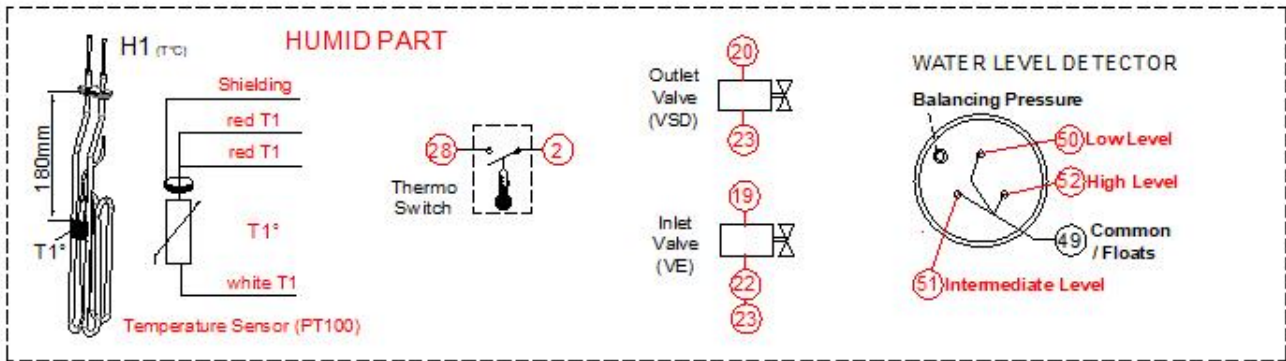 H1 (T°C)
HUMID PART
Shielding
red T1
red T1
180mm
T1°
T1°
white T1
Temperature Sensor (PT100)
28
2
Thermo
Switch
20
Outlet
Valve
(VSD)
23
19
Inlet
Valve
(VE)
22
23
WATER LEVEL DETECTOR
Balancing Pressure
50 Low Level
52 High Level
49 Common
/ Floats
51 Intermediate Level